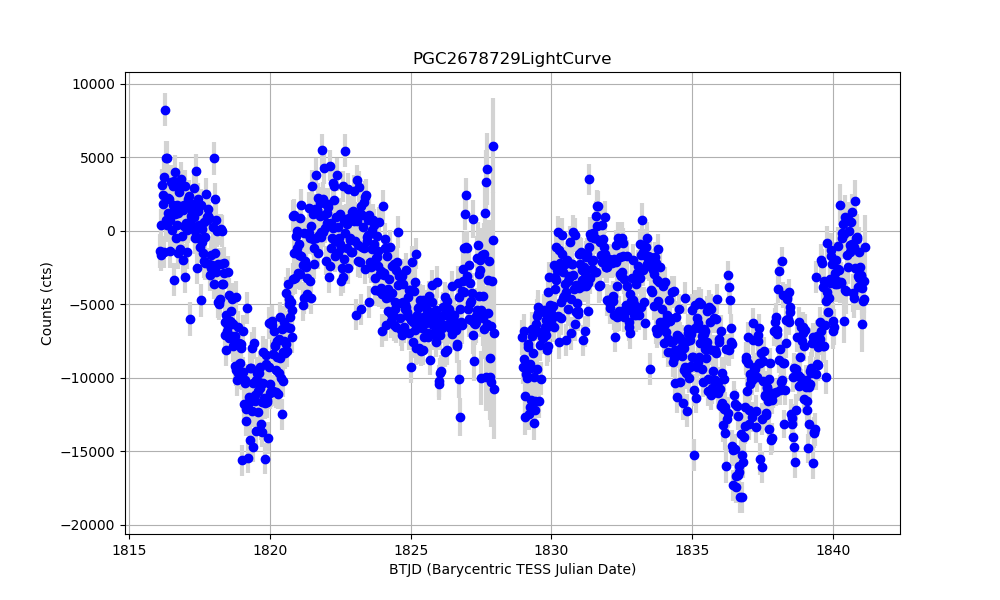 PGC2678729LightCurve
10000
5000
0
−5000
−10000
−15000
−20000
Counts (cts)
1815 1820 1825 1830 1835 1840
BTJD (Barycentric TESS Julian Date)